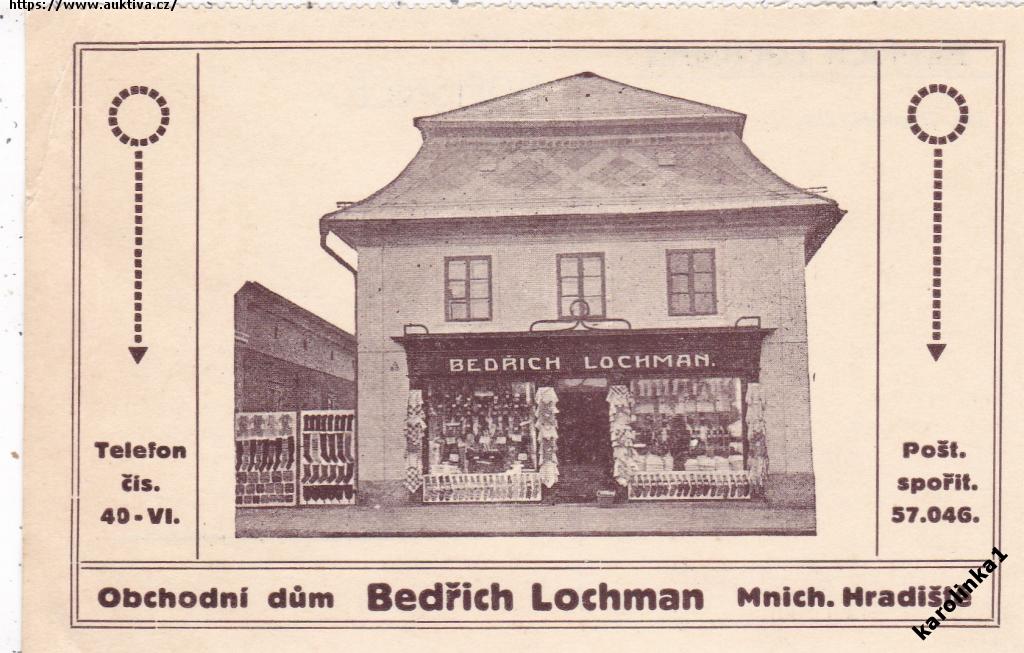 https://www.auktiva.cz/
BEDŘICH LOCHMAN.
Telefon
čís.
40-VI.
Pošt.
spořit.
57.046.
Obchodní dům Bedřich Lochman Mnich. Hradiště
karolinka1